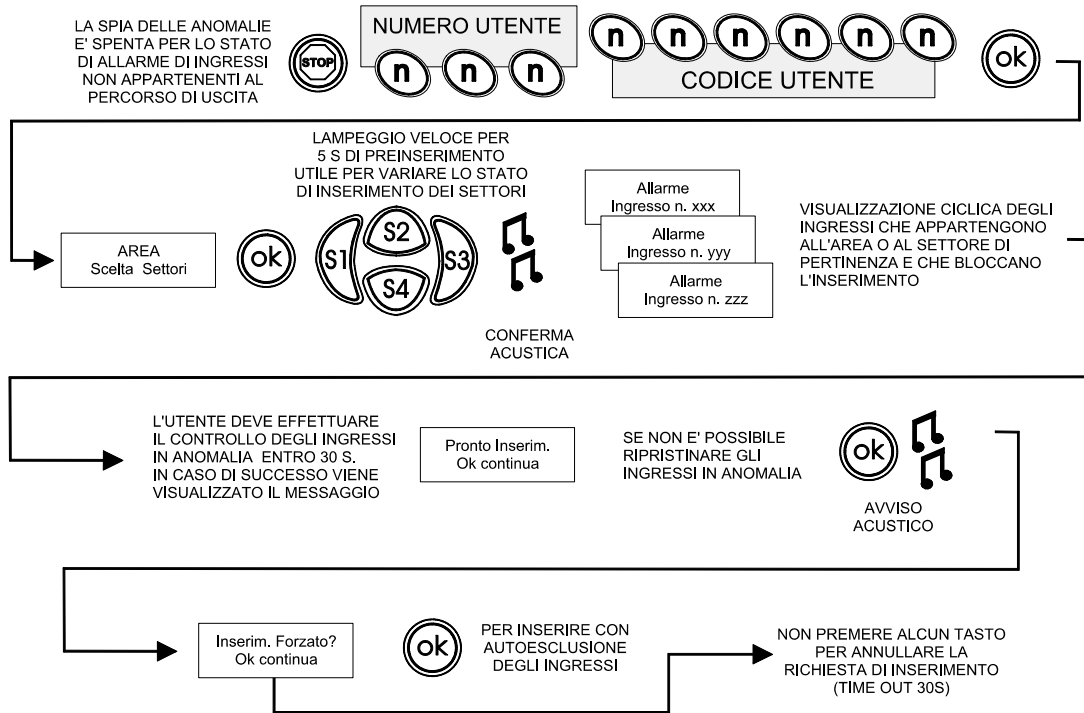 LA SPIA DELLE ANOMALIE
E' SPENTA PER LO STATO
DI ALLARME DI INGRESSI
NON APPARTENENTI AL
PERCORSO DI USCITA
STOP
NUMERO UTENTE
n n n
n n n n n n
CODICE UTENTE
ok
LAMPEGGIO VELOCE PER
5 S DI PREINSERIMENTO
UTILE PER VARIARE LO STATO
DI INSERIMENTO DEI SETTORI
AREA
Scelta Settori
ok
S1
S2
S3
S4
CONFERMA
ACUSTICA
Allarme
Ingresso n. xxx
Allarme
Ingresso n. yyy
Allarme
Ingresso n. zzz
VISUALIZZAZIONE CICLICA DEGLI
INGRESSI CHE APPARTENGONO
ALL'AREA O AL SETTORE DI
PERTINENZA E CHE BLOCCANO
L'INSERIMENTO
L'UTENTE DEVE EFFETTUARE
IL CONTROLLO DEGLI INGRESSI
IN ANOMALIA ENTRO 30 S.
IN CASO DI SUCCESSO VIENE
VISUALIZZATO IL MESSAGGIO
Pronto Inserim.
Ok continua
SE NON E' POSSIBILE
RIPRISTINARE GLI
INGRESSI IN ANOMALIA
ok
AVVISO
ACUSTICO
Inserim. Forzato?
Ok continua
ok
PER INSERIRE CON
AUTOESCLUSIONE
DEGLI INGRESSI
NON PREMERE ALCUN TASTO
PER ANNULLARE LA
RICHIESTA DI INSERIMENTO
(TIME OUT 30S)